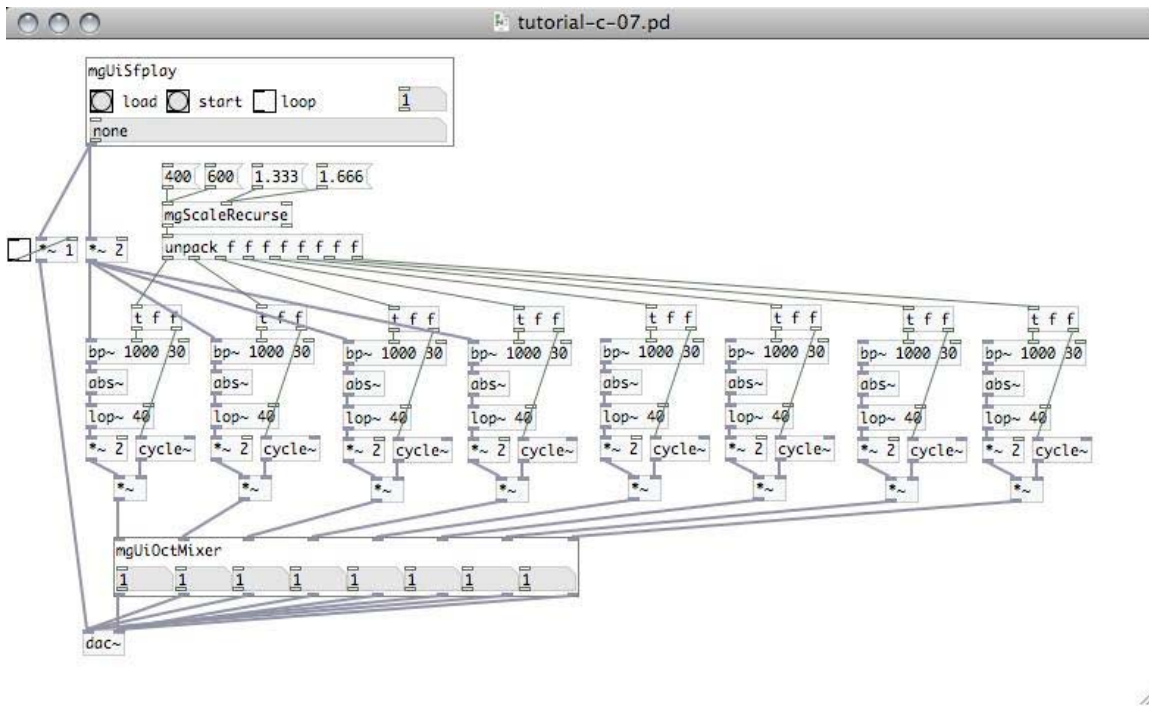 tutorial-c-07.pd
mgUiSfplay
load start loop 1
none
400 600 1.333 1.666
mgScaleRecurse
*~ 1 *~ 2 unpack f f f f f f f f
t f f t f f t f f t f f t f f t f f t f f t f f
bp~ 1000 30 bp~ 1000 30 bp~ 1000 30 bp~ 1000 30 bp~ 1000 30 bp~ 1000 30 bp~ 1000 30 bp~ 1000 30
abs~ abs~ abs~ abs~ abs~ abs~ abs~ abs~
lop~ 40 lop~ 40 lop~ 40 lop~ 40 lop~ 40 lop~ 40 lop~ 40 lop~ 40
*~ 2 cycle~ *~ 2 cycle~ *~ 2 cycle~ *~ 2 cycle~ *~ 2 cycle~ *~ 2 cycle~ *~ 2 cycle~ *~ 2 cycle~
*~ *~ *~ *~ *~ *~ *~ *~
mgUiOctMixer
1 1 1 1 1 1 1 1
dac~